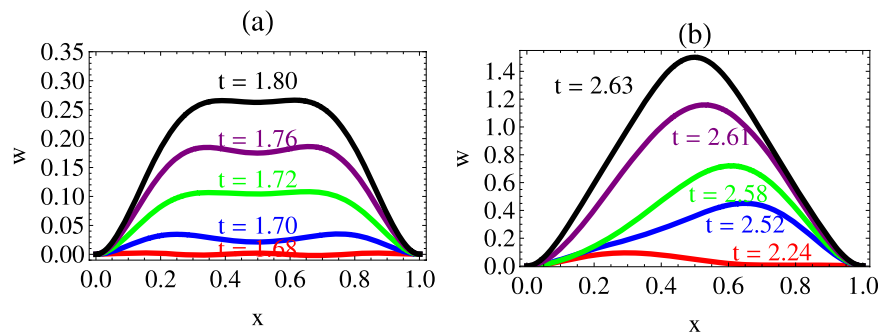 (a)
0.35
0.30
0.25
0.20
0.15
0.10
0.05
0.00
w
t = 1.80
t = 1.76
t = 1.72
t = 1.70
t = 1.68
0.0 0.2 0.4 0.6 0.8 1.0
x
(b)
1.4
1.2
1.0
0.8
0.6
0.4
0.2
0.0
w
t = 2.63
t = 2.61
t = 2.58
t = 2.52
t = 2.24
0.2 0.4 0.6 0.8 1.0
x